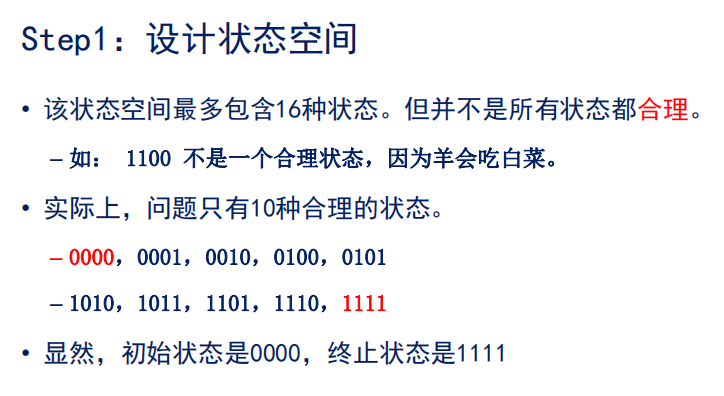 Step1：设计状态空间
• 该状态空间最多包含16种状态。但并不是所有状态都合理。
– 如： 1100 不是一个合理状态，因为羊会吃白菜。
• 实际上，问题只有10种合理的状态。
– 0000，0001，0010，0100，0101
– 1010，1011，1101，1110，1111
• 显然，初始状态是0000，终止状态是1111